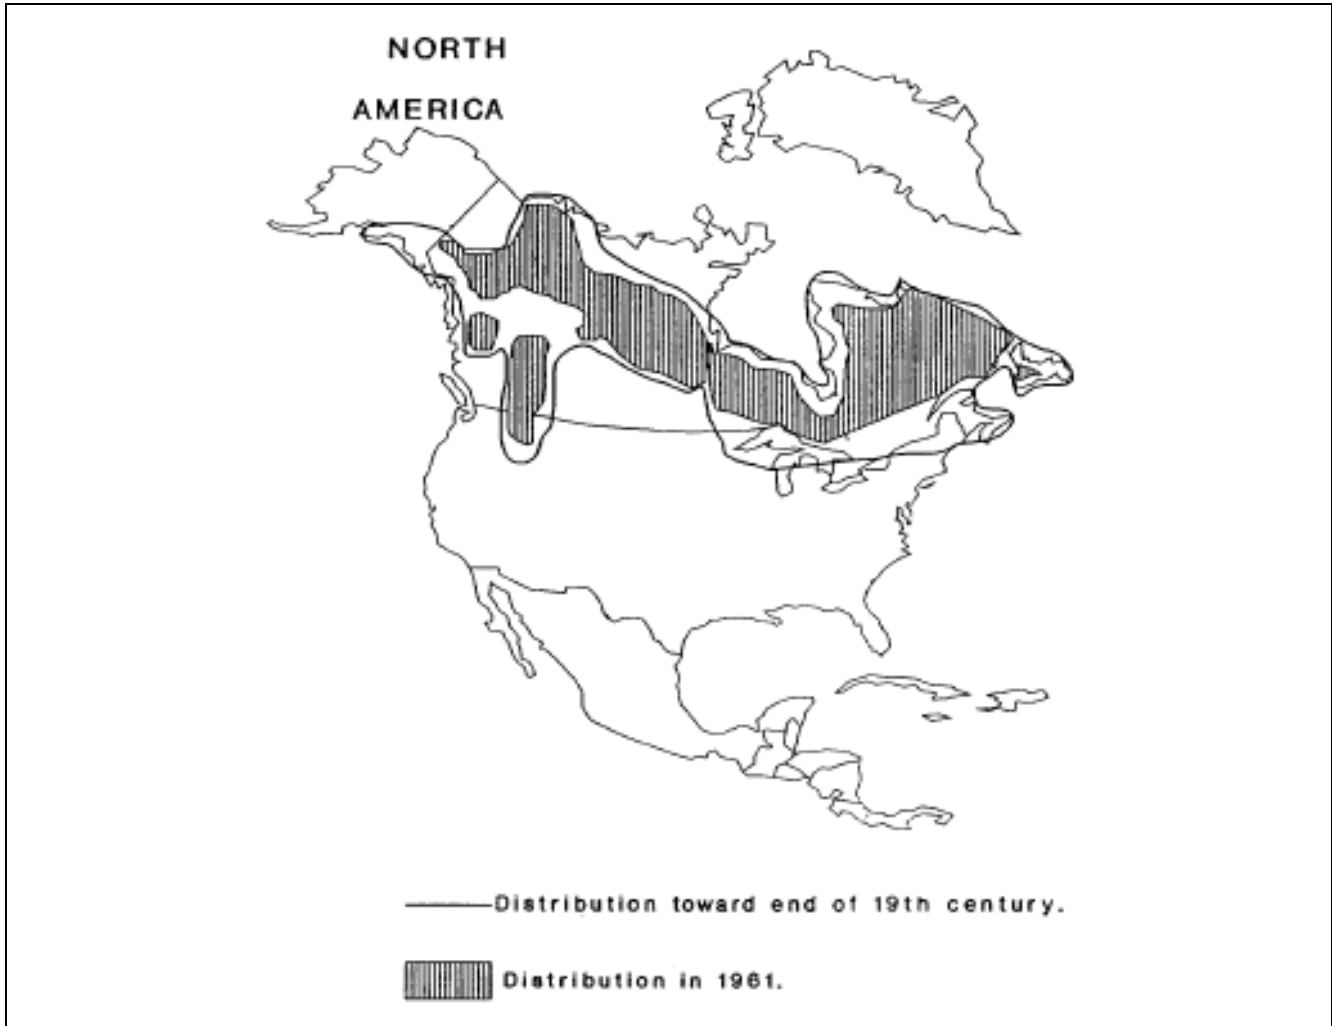 NORTH
AMERICA
Distribution toward end of 19th century.
Distribution in 1961.